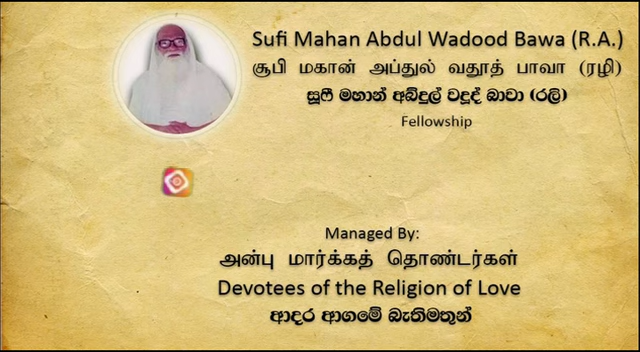 Sufi Mahan Abdul Wadood Bawa (R.A.)
சூபி மகான் அப்துல் வதூத் பாவா (ரழி)
සූෆී මහාන් අබ්දුල් වදූද් බාවා (රලි)
Fellowship
Managed By:
அன்பு மார்க்கத் தொண்டர்கள்
Devotees of the Religion of Love
ආදර ආගමේ බැතිමතුන්